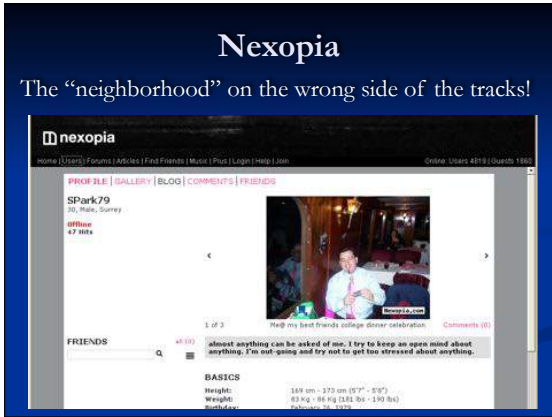 Nexopia
The “neighborhood” on the wrong side of the tracks!
nexopia
Home | Users | Forums | Articles | Find Friends | Music | Plus | Login | Help | Join
Online: Users 4819 | Guests 1860
PROFILE | GALLERY | BLOG | COMMENTS | FRIENDS
SPark79
30, Male, Surrey
Offline
47 Hits
Nexopia.com
1 of 3
Me@ my best friends college dinner celebration
Comments (0)
FRIENDS
all (0)
almost anything can be asked of me. I try to keep an open mind about
anything. I'm out-going and try not to get too stressed about anything.
BASICS
Height: 169 cm - 173 cm (5'7" - 5'8")
Weight: 83 Kg - 86 Kg (181 lbs - 190 lbs)
Birthday: February 26, 1979